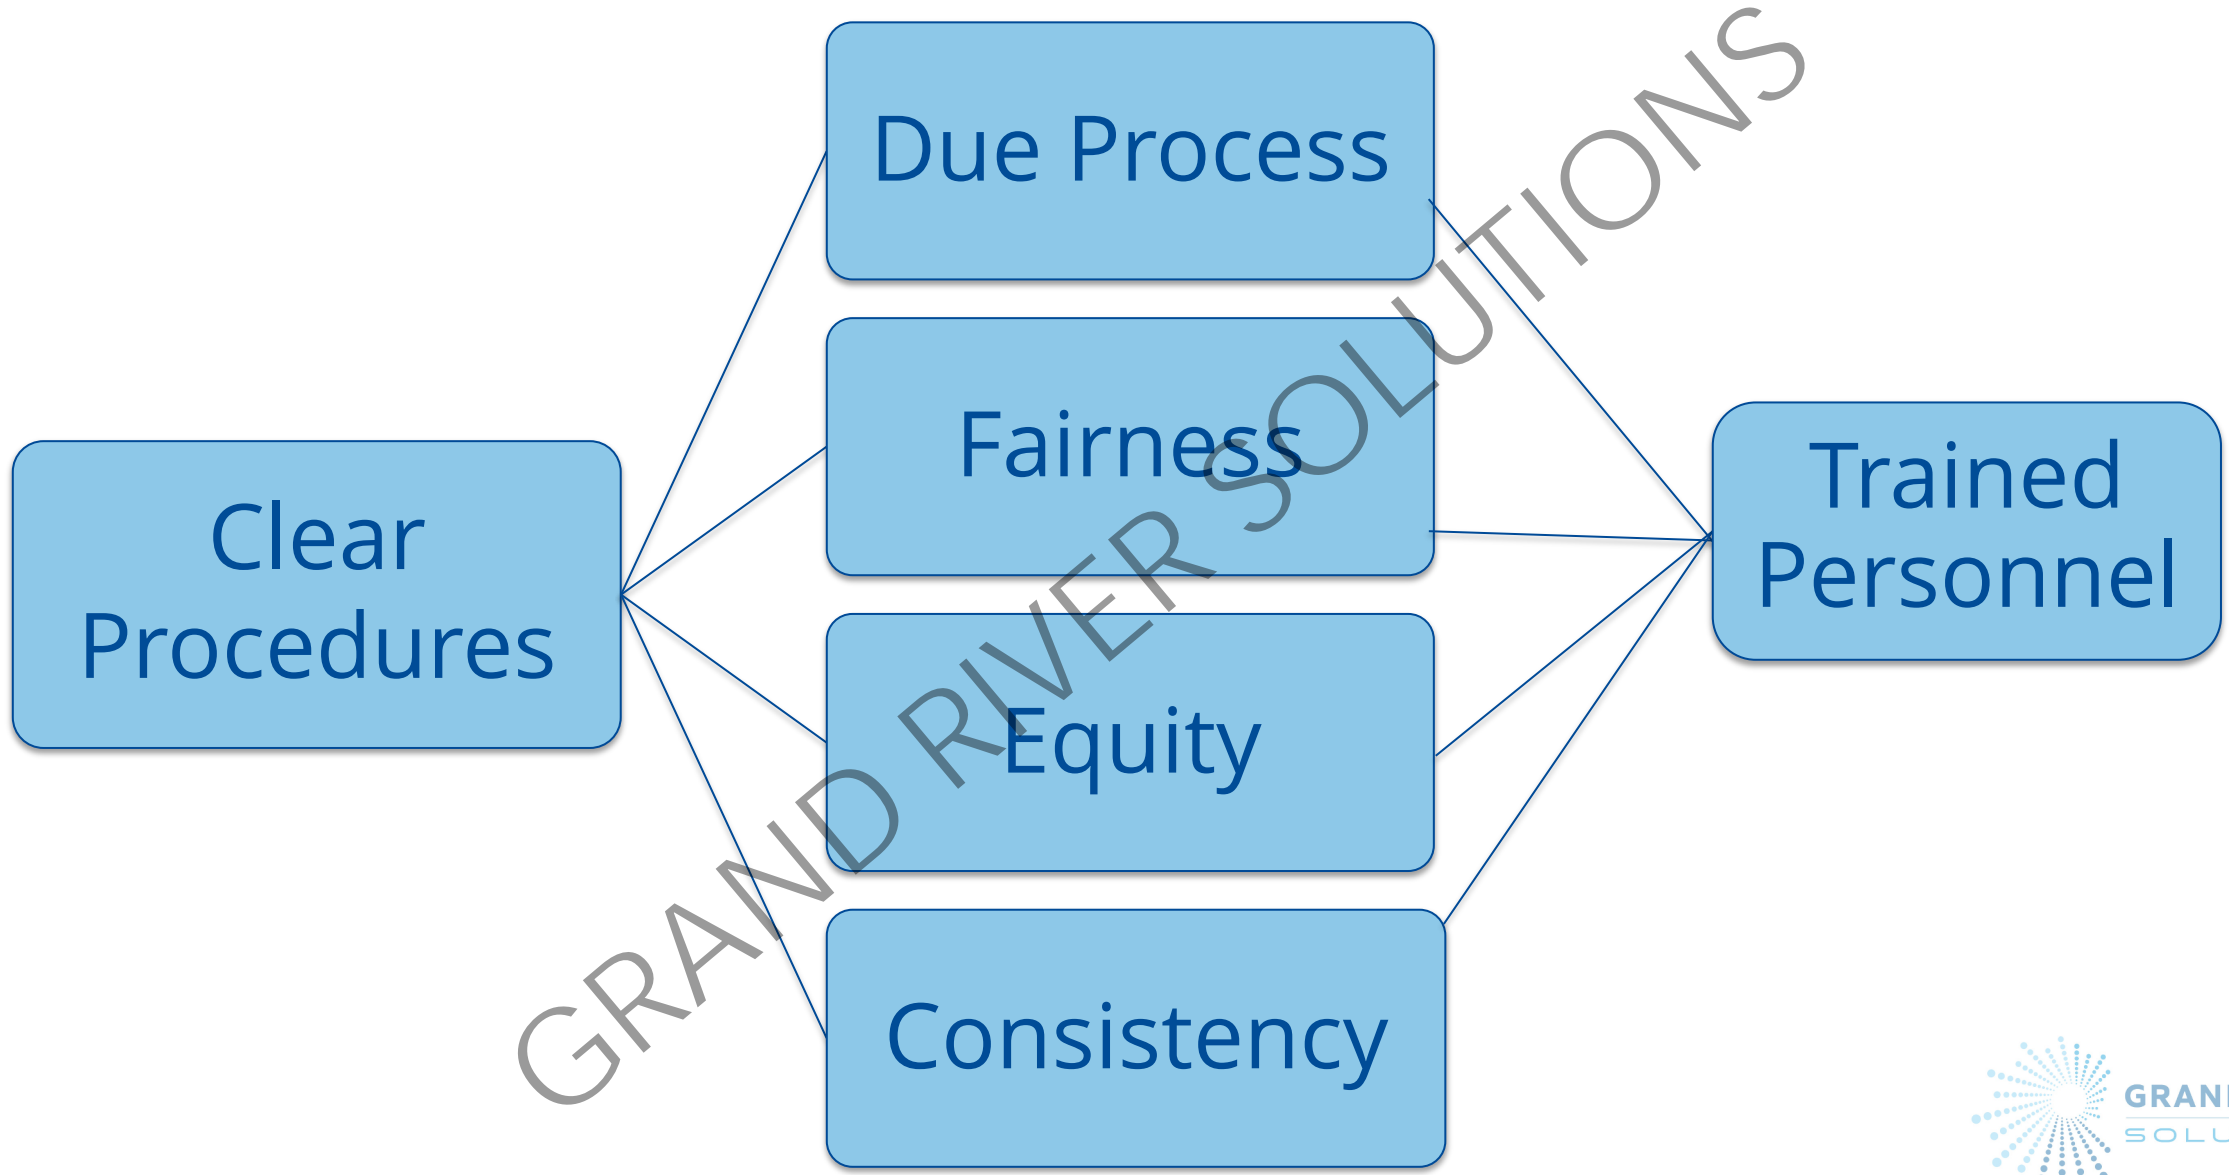 Clear
Procedures
Due Process
Fairness
Equity
Consistency
Trained
Personnel
GRAND RIVER SOLUTIONS